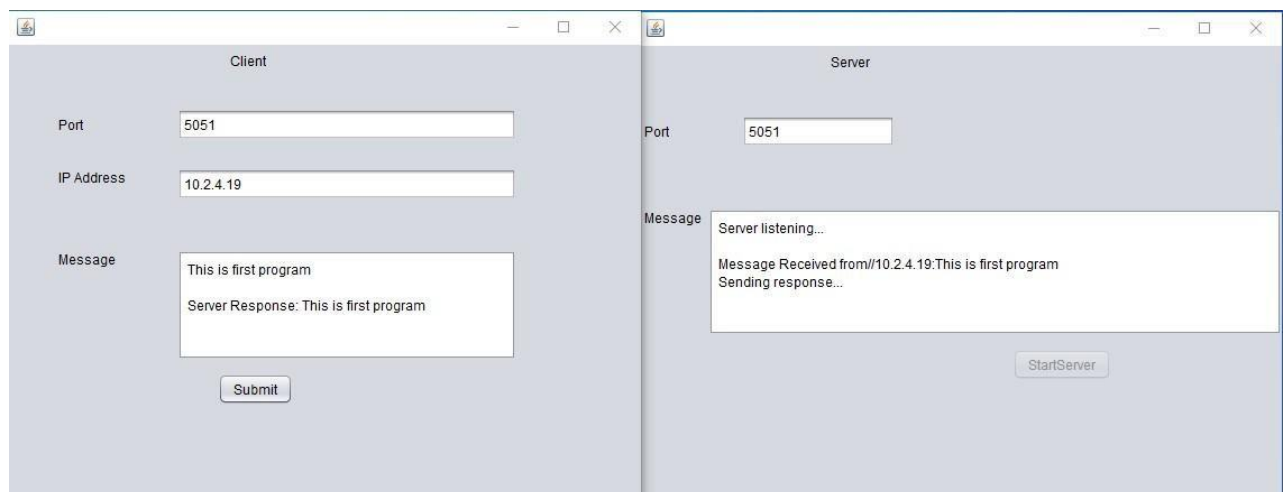 Client
Port
5051
IP Address
10.2.4.19
Message
This is first program
Server Response: This is first program
Submit
Server
Port
5051
Message
Server listening...
Message Received from//10.2.4.19:This is first program
Sending response...
StartServer